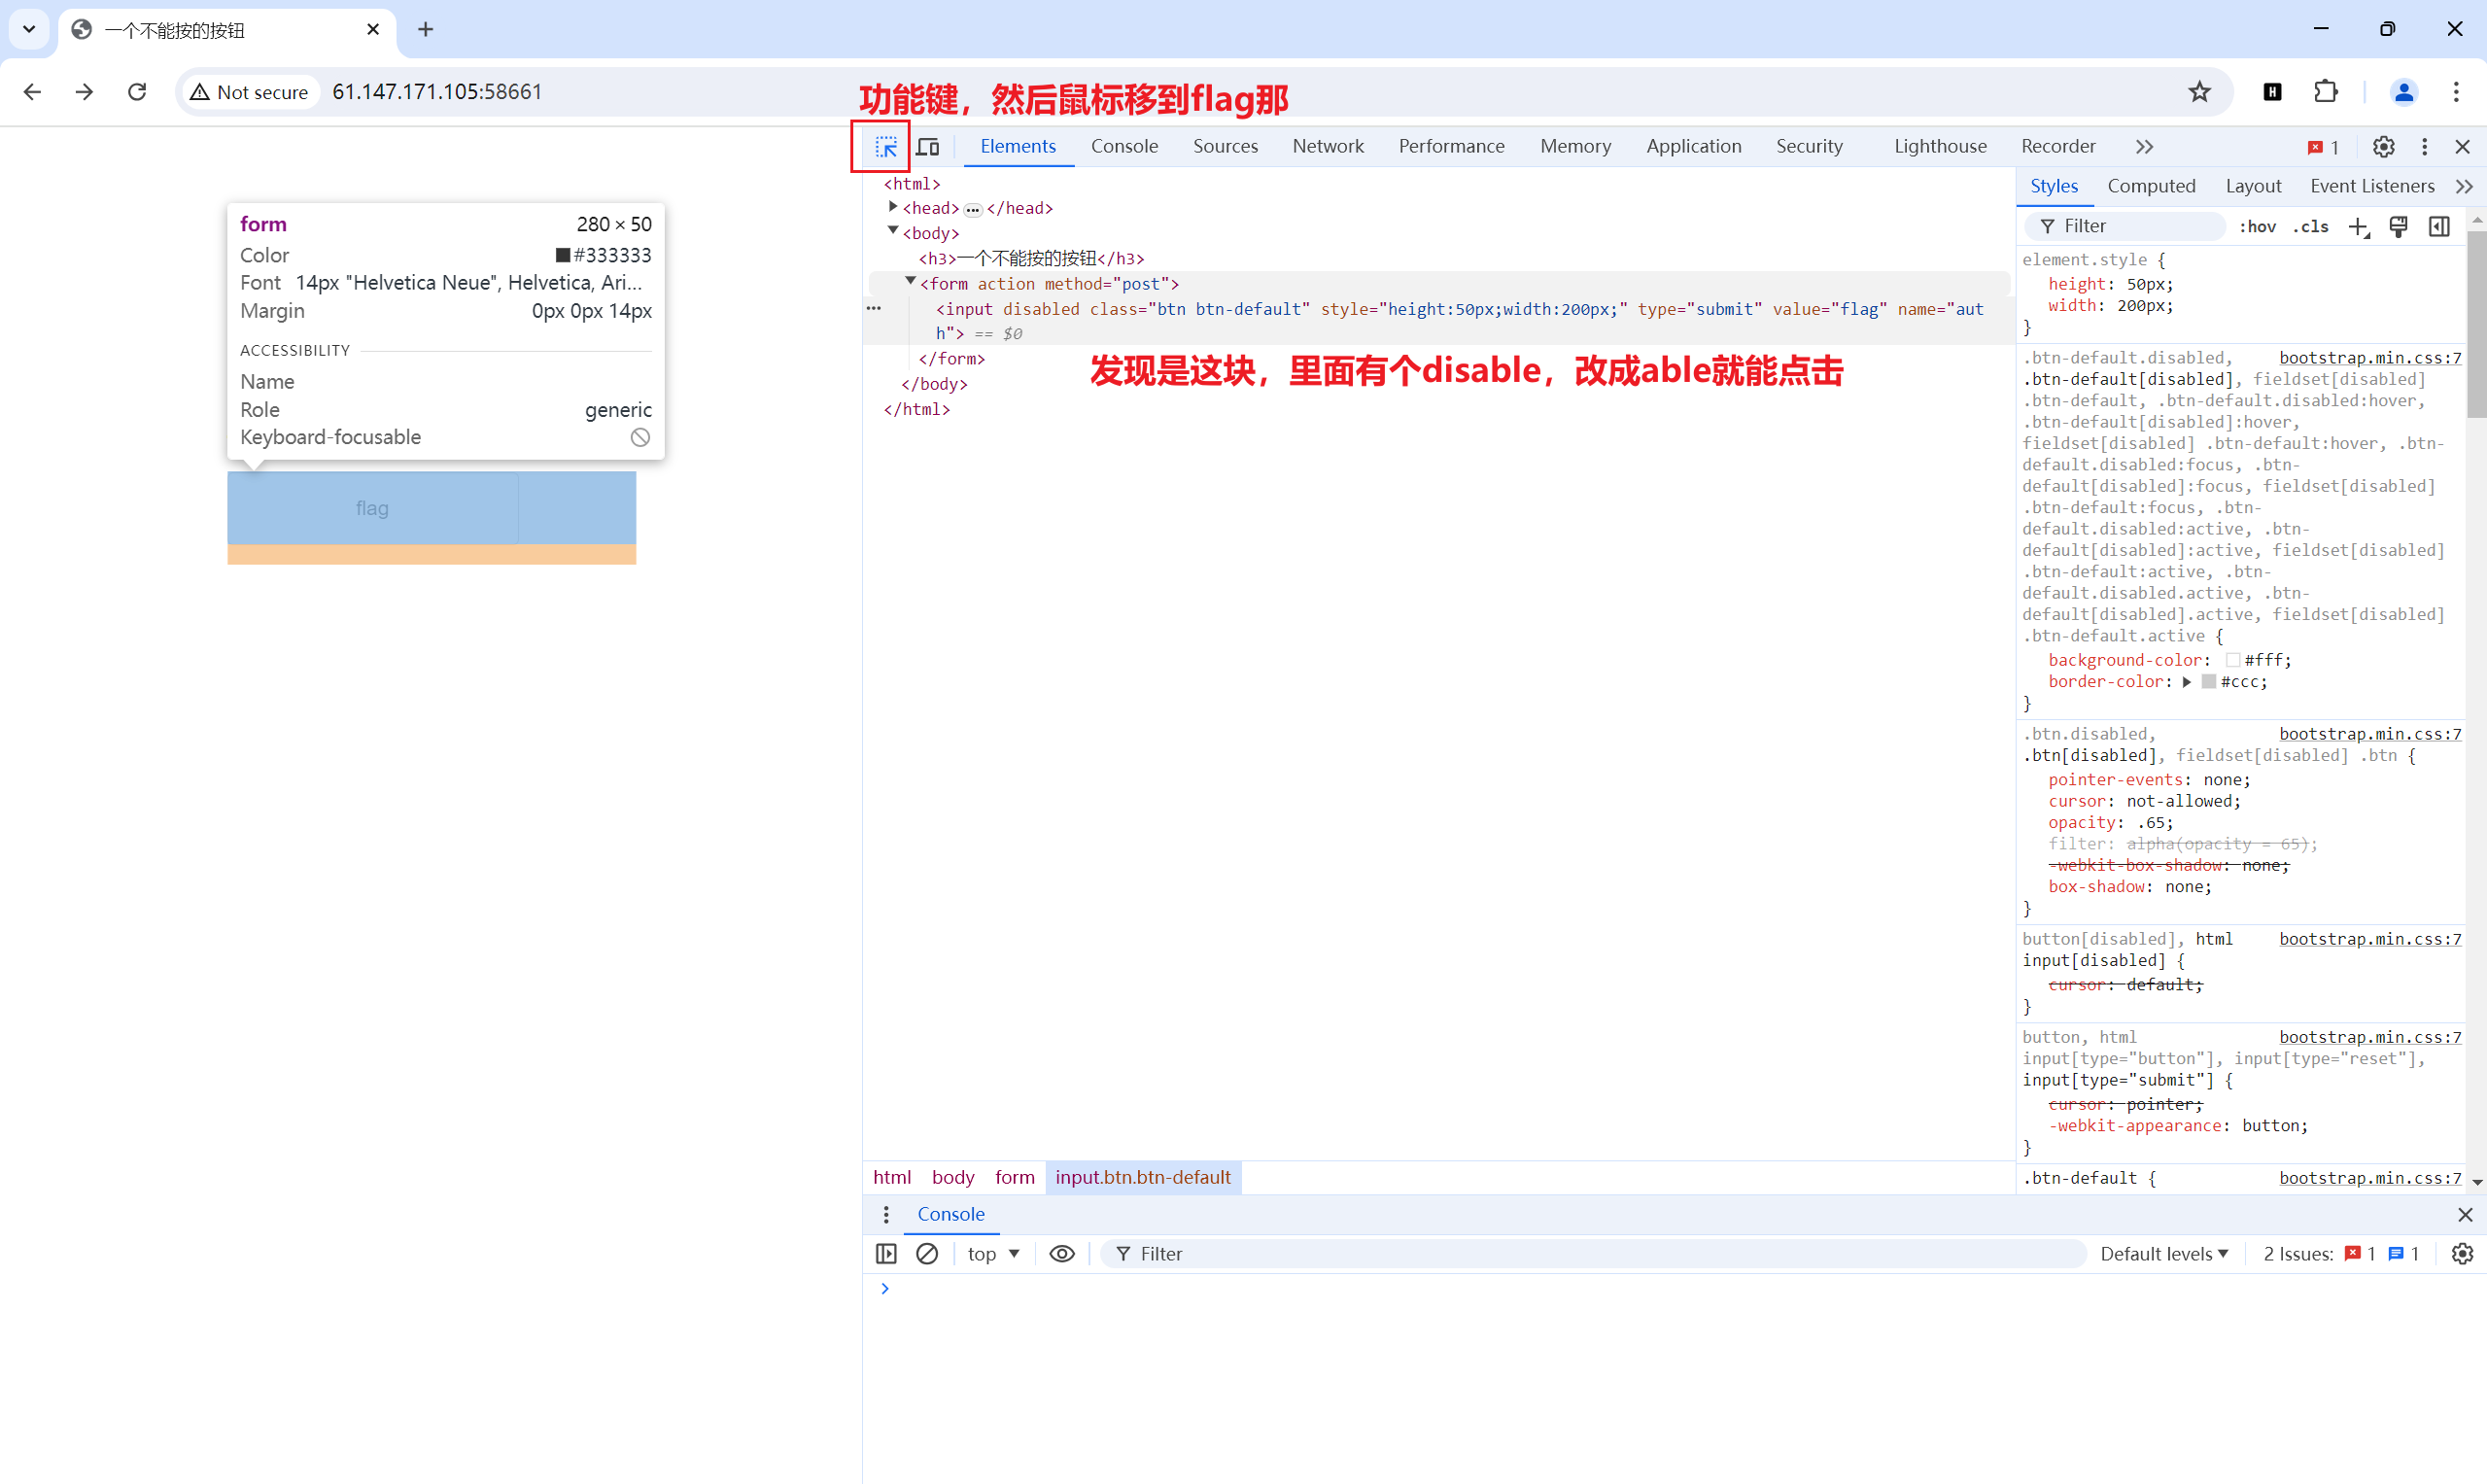 一个不能按的按钮
Not secure
61.147.171.105:58661
功能键，然后鼠标移到flag那
Elements
Console
Sources
Network
Performance
Memory
Application
Security
Lighthouse
Recorder
1
form
280 × 50
Color
#333333
Font
14px "Helvetica Neue", Helvetica, Ari...
Margin
0px 0px 14px
ACCESSIBILITY
Name
Role
generic
Keyboard-focusable
flag
<html>
<head> ... </head>
<body>
<h3>一个不能按的按钮</h3>
<form action method="post">
<input disabled class="btn btn-default" style="height:50px;width:200px;" type="submit" value="flag" name="aut
h"> == $0
</form>
</body>
</html>
发现是这块，里面有个disable，改成able就能点击
Styles
Computed
Layout
Event Listeners
Filter
:hov
.cls
element.style {
height: 50px;
width: 200px;
}
.btn-default.disabled, bootstrap.min.css:7
.btn-default[disabled], fieldset[disabled]
.btn-default, .btn-default.disabled:hover,
.btn-default[disabled]:hover,
fieldset[disabled] .btn-default:hover, .btn-
default.disabled:focus, .btn-
default[disabled]:focus, fieldset[disabled]
.btn-default:focus, .btn-
default.disabled:active, .btn-
default[disabled]:active, fieldset[disabled]
.btn-default:active, .btn-
default.disabled.active, .btn-
default[disabled].active, fieldset[disabled]
.btn-default.active {
background-color: #fff;
border-color: #ccc;
}
.btn.disabled, bootstrap.min.css:7
.btn[disabled], fieldset[disabled] .btn {
pointer-events: none;
cursor: not-allowed;
opacity: .65;
filter: alpha(opacity = 65);
-webkit-box-shadow: none;
box-shadow: none;
}
button[disabled], html bootstrap.min.css:7
input[disabled] {
cursor: default;
}
button, html bootstrap.min.css:7
input[type="button"], input[type="reset"],
input[type="submit"] {
cursor: pointer;
-webkit-appearance: button;
}
.btn-default { bootstrap.min.css:7
html
body
form
input.btn.btn-default
Console
top
Filter
Default levels
2 Issues: 1 1